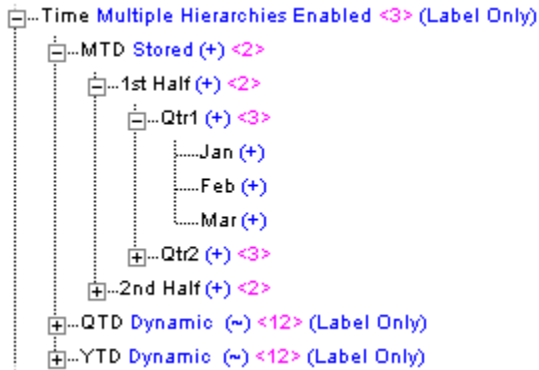 Time Multiple Hierarchies Enabled <3> (Label Only)
MTD Stored (+) <2>
1st Half (+) <2>
Qtr1 (+) <3>
Jan (+)
Feb (+)
Mar (+)
Qtr2 (+) <3>
2nd Half (+) <2>
QTD Dynamic (~) <12> (Label Only)
YTD Dynamic (~) <12> (Label Only)